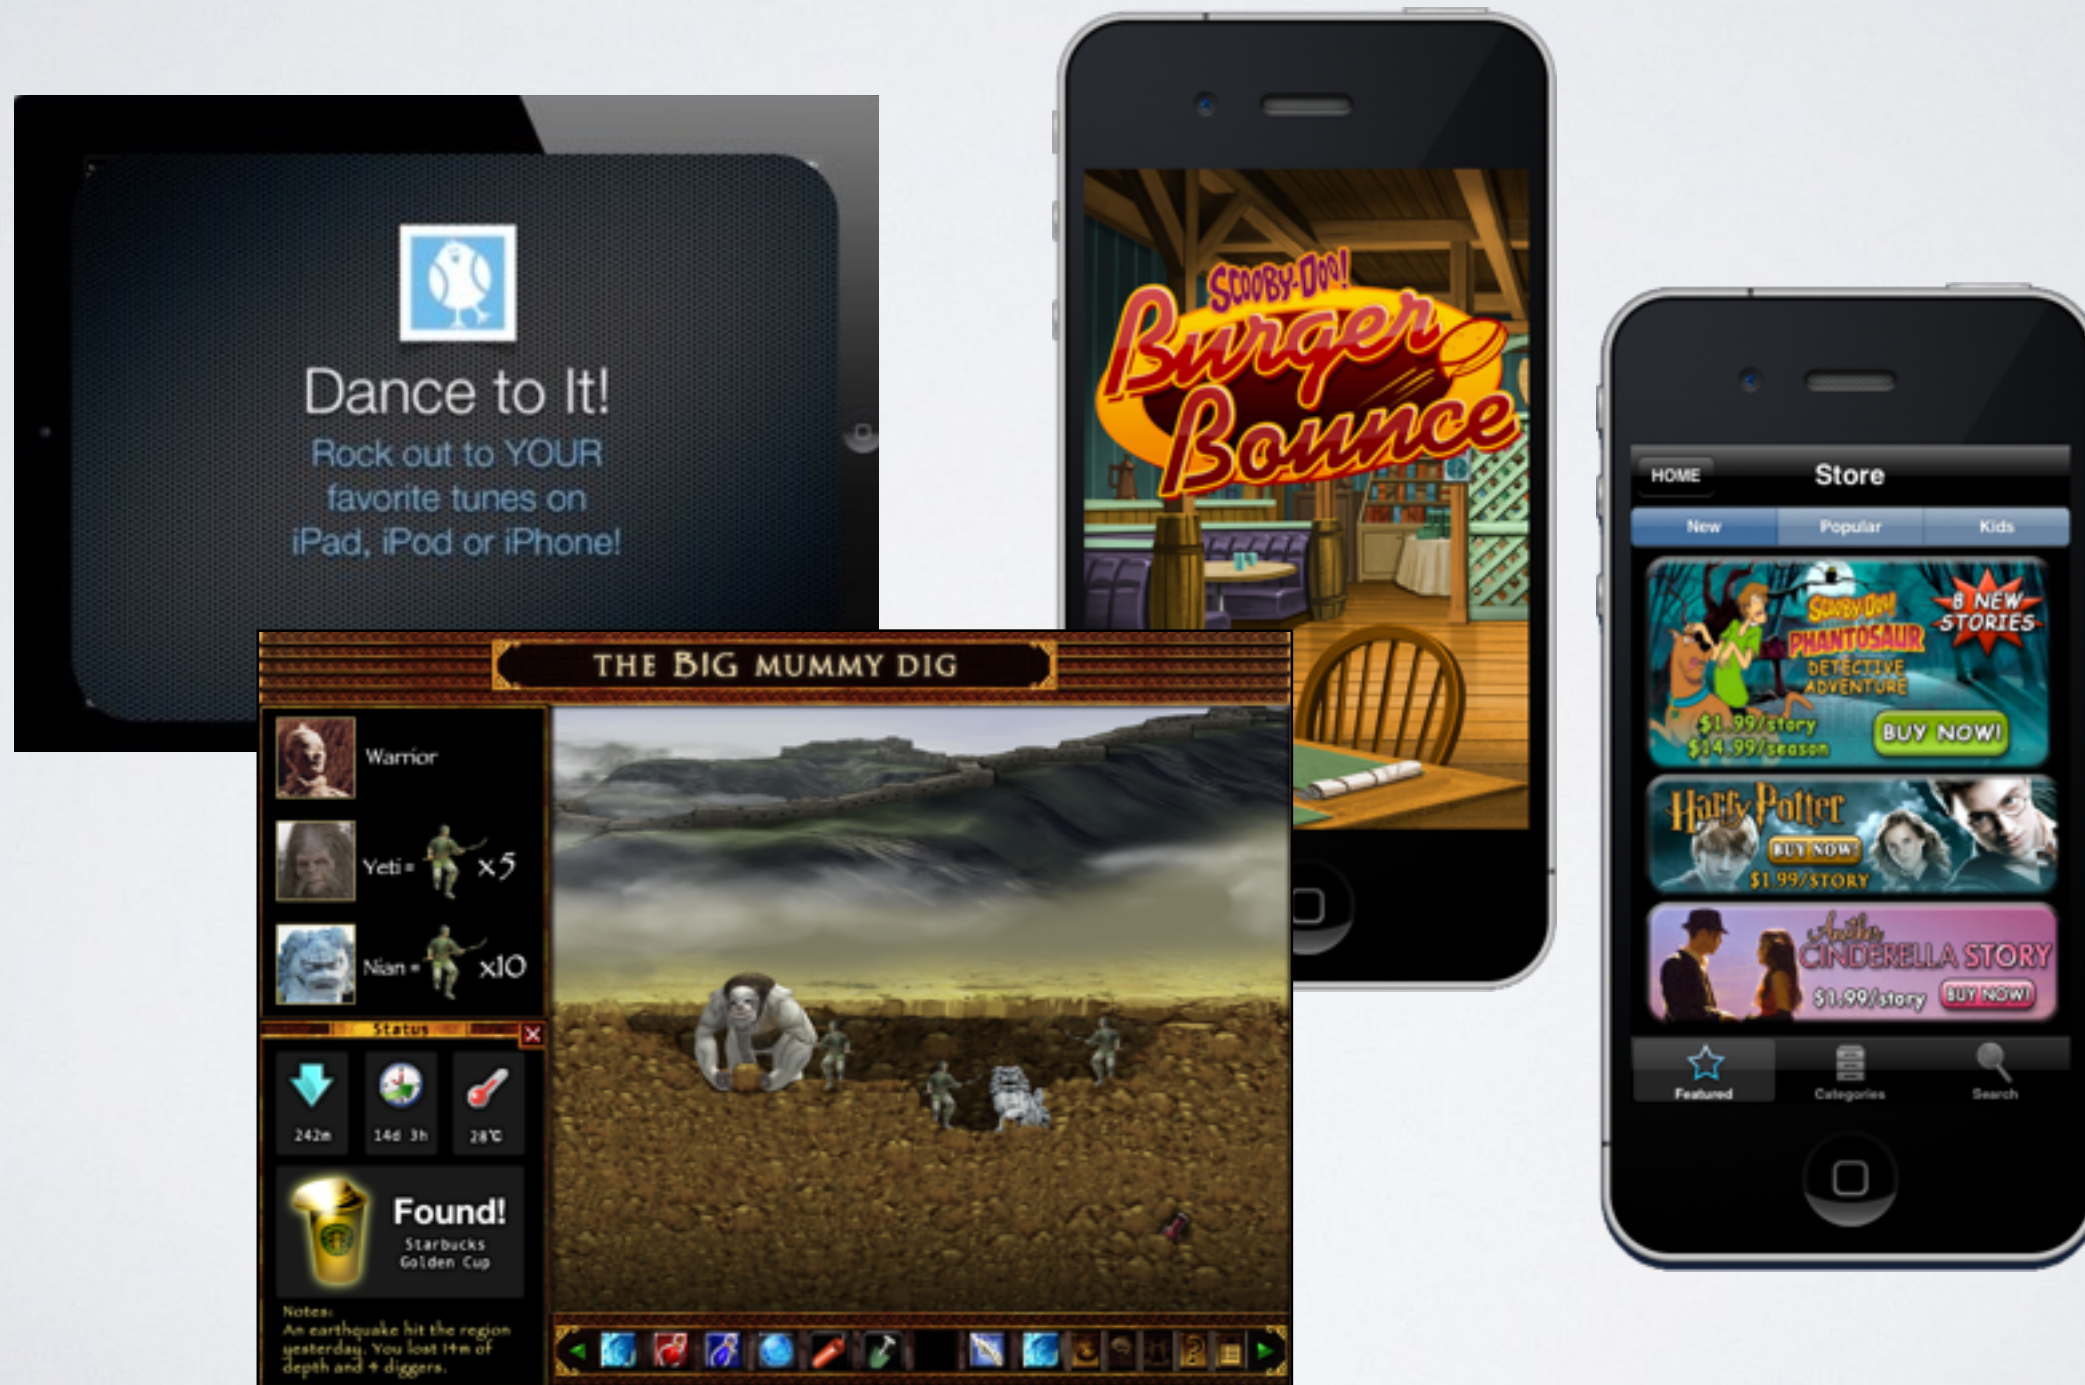 Dance to It!
Rock out to YOUR
favorite tunes on
iPad, iPod or iPhone!
SCOOBY-DOO!
Burger
Bounce
HOME
Store
New
Popular
Kids
SCOOBY-DOO!
PHANTOSAUR
DETECTIVE
ADVENTURE
8 NEW
STORIES
$1.99/story
$14.99/season
BUY NOW!
Harry Potter
BUY NOW!
$1.99/STORY
Another
CINDERELLA STORY
$1.99/story
BUY NOW!
Featured
Categories
Search
THE BIG MUMMY DIG
Warrior
Yeti = x5
Nian = x10
Status
242m
14d 3h
28°C
Found!
Starbucks
Golden Cup
Notes:
An earthquake hit the region
yesterday. You lost 14m of
depth and 4 diggers.